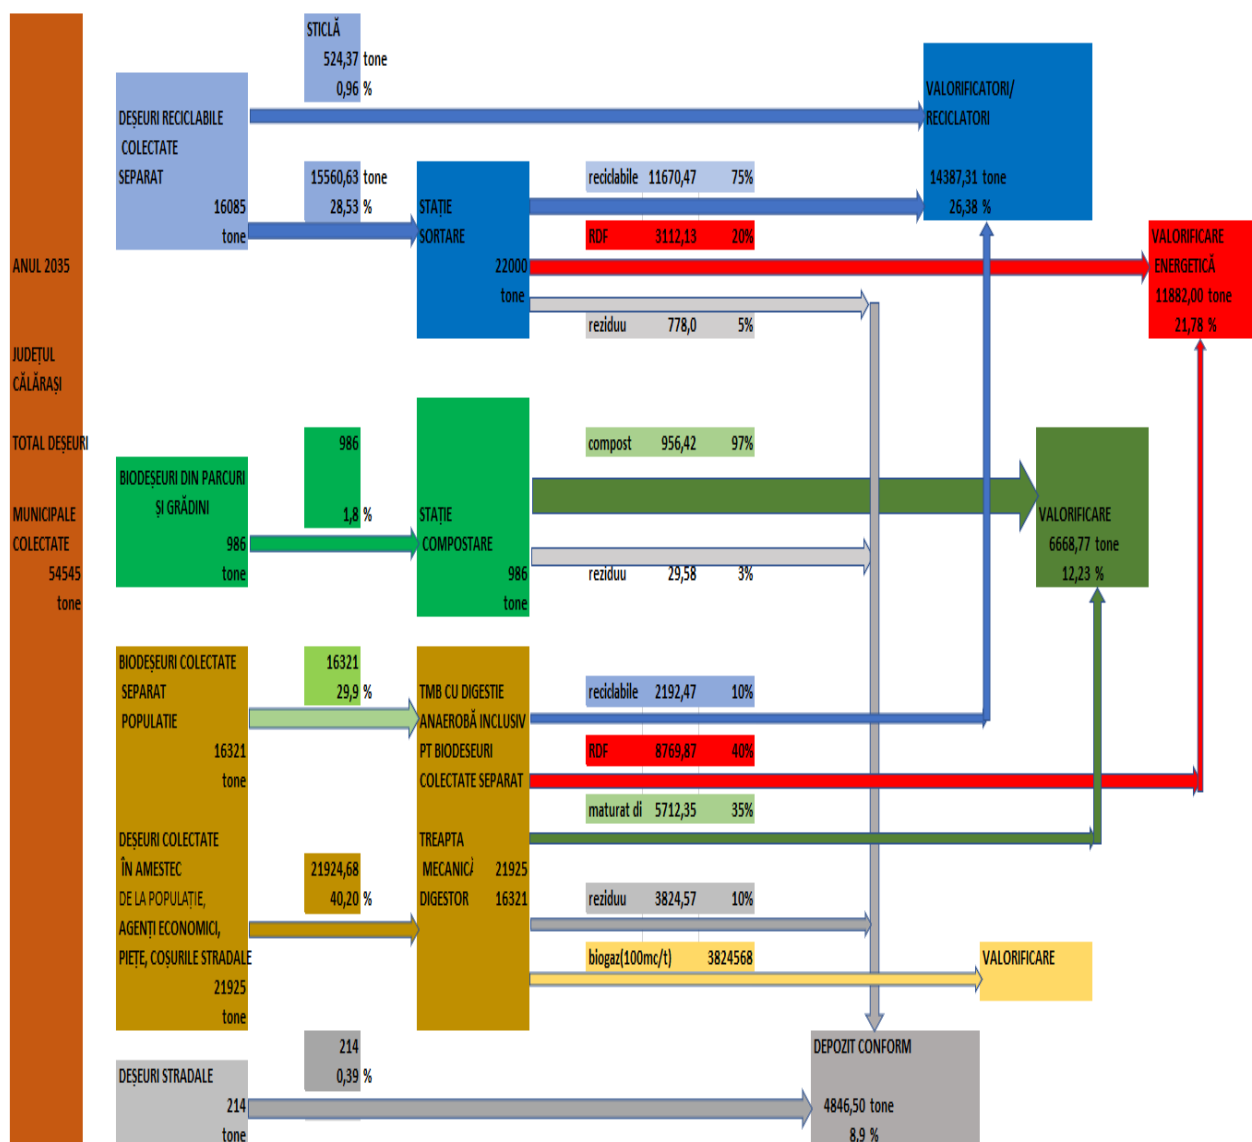 ANUL 2035
JUDEȚUL
CĂLĂRAȘI
TOTAL DEȘEURI
MUNICIPALE
COLECTATE
54545
tone
DEȘEURI RECICLABILE
COLECTATE
SEPARAT
16085
tone
STICLĂ
524,37 tone
0,96 %
15560,63 tone
28,53 %
STAȚIE
SORTARE
22000
tone
reciclabile 11670,47 75%
RDF 3112,13 20%
reziduu 778,0 5%
VALORIFICATORI/
RECICLATORI
14387,31 tone
26,38 %
VALORIFICARE
ENERGETICĂ
11882,00 tone
21,78 %
BIODEȘEURI DIN PARCURI
ȘI GRĂDINI
986
tone
986
1,8 %
STAȚIE
COMPOSTARE
986
tone
compost 956,42 97%
reziduu 29,58 3%
VALORIFICARE
6668,77 tone
12,23 %
BIODEȘEURI COLECTATE
SEPARAT
POPULATIE
16321
tone
16321
29,9 %
DEȘEURI COLECTATE
ÎN AMESTEC
DE LA POPULAȚIE,
AGENȚI ECONOMICI,
PIEȚE, COȘURILE STRADALE
21925
tone
21924,68
40,20 %
TMB CU DIGESTIE
ANAEROBĂ INCLUSIV
PT BIODESEURI
COLECTATE SEPARAT
TREAPTA
MECANICĂ 21925
DIGESTOR 16321
reciclabile 2192,47 10%
RDF 8769,87 40%
maturat di 5712,35 35%
reziduu 3824,57 10%
biogaz(100mc/t) 3824568
VALORIFICARE
DEȘEURI STRADALE
214
tone
214
0,39 %
DEPOZIT CONFORM
4846,50 tone
8,9 %